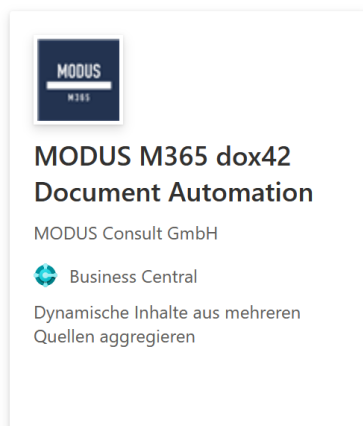 MODUS
M365
MODUS M365 dox42
Document Automation
MODUS Consult GmbH
Business Central
Dynamische Inhalte aus mehreren
Quellen aggregieren